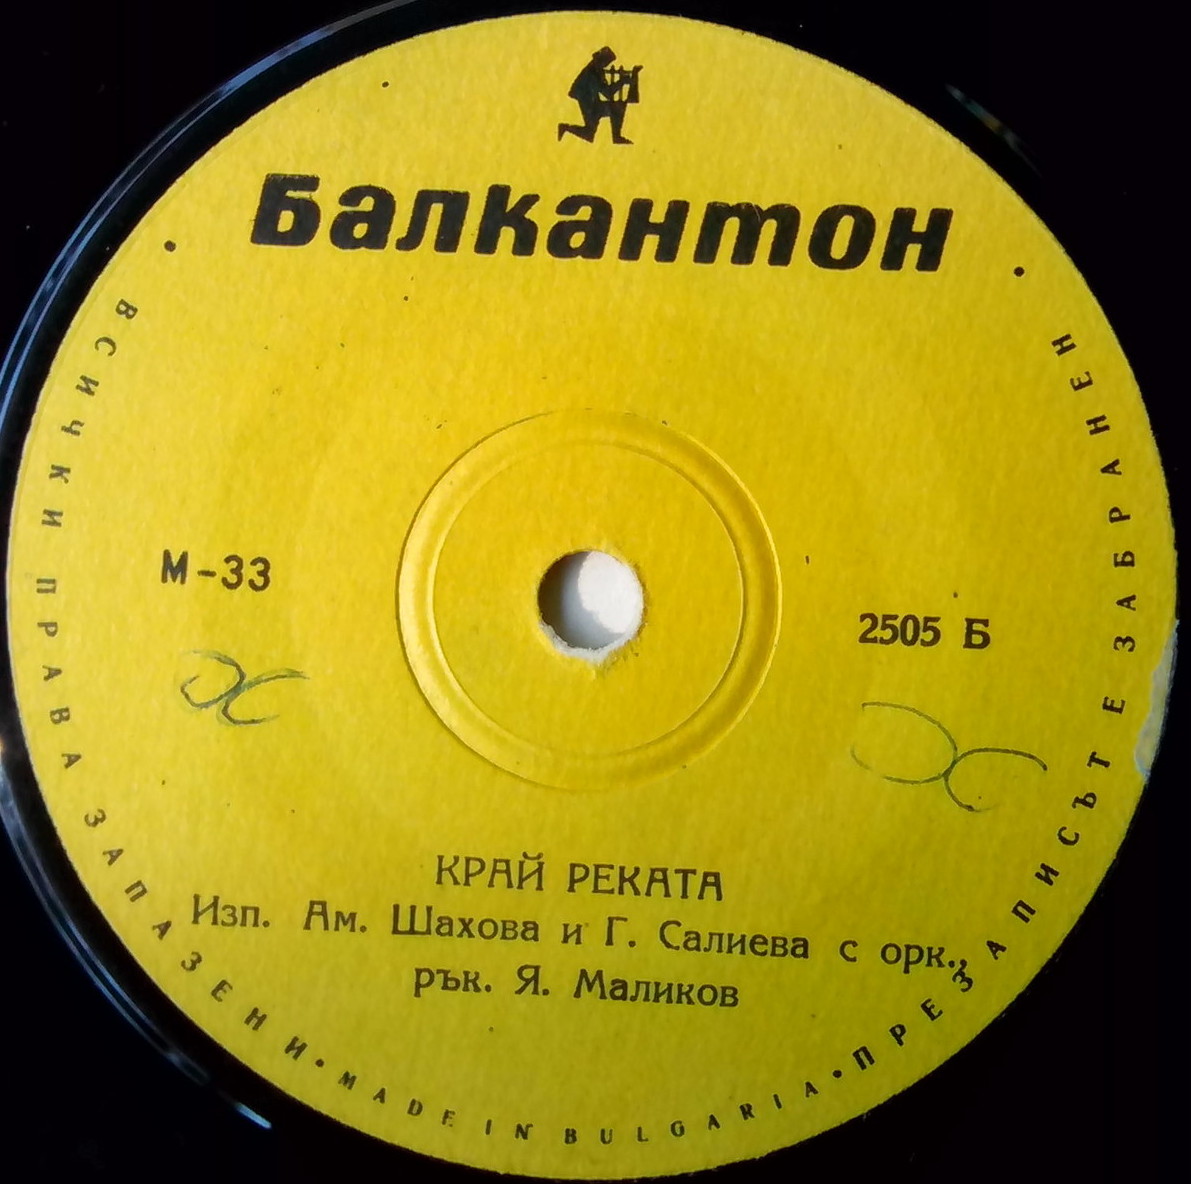 Балкантон
М-33
2505 Б
КРАЙ РЕКАТА
Изп. Ам. Шахова и Г. Салиева с орк.,
рък. Я. Маликов
ВСИЧКИ ПРАВА ЗАПАЗЕНИ • MADE IN BULGARIA • ПРЕЗАПИСЪТ Е ЗАБРАНЕН